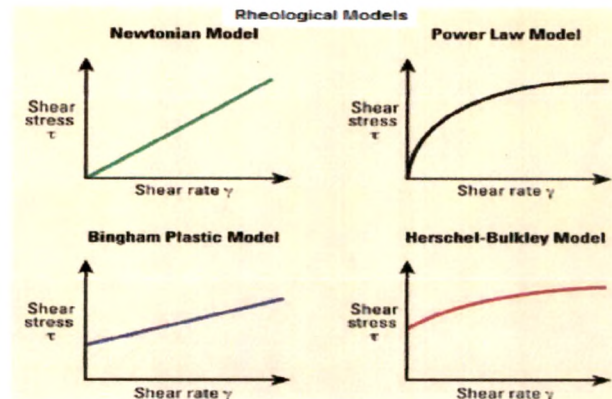 Rheological Models
Newtonian Model
Shear
stress
τ
Shear rate γ
Power Law Model
Shear
stress
τ
Shear rate γ
Bingham Plastic Model
Shear
stress
τ
Shear rate γ
Herschel-Bulkley Model
Shear
stress
τ
Shear rate γ